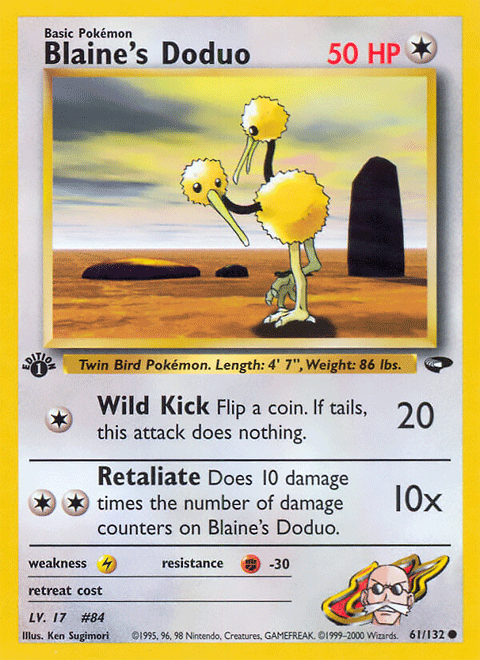 Basic Pokémon
Blaine's Doduo 50 HP
EDITION
1
Twin Bird Pokémon. Length: 4' 7", Weight: 86 lbs.
Wild Kick Flip a coin. If tails, 20
this attack does nothing.
Retaliate Does 10 damage
times the number of damage 10x
counters on Blaine's Doduo.
weakness resistance -30
retreat cost
LV. 17 #84
Illus. Ken Sugimori ©1995, 96, 98 Nintendo, Creatures, GAMEFREAK. ©1999-2000 Wizards. 61/132